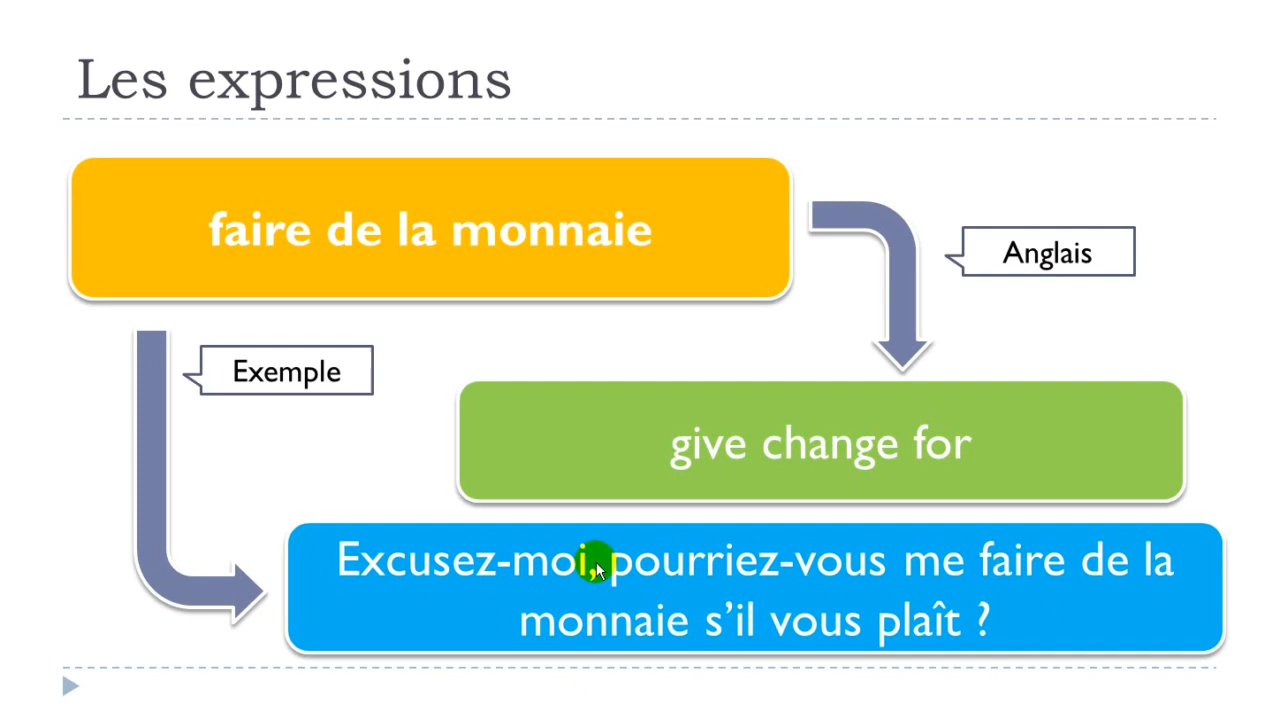 Les expressions
faire de la monnaie
Anglais
Exemple
give change for
Excusez-moi, pourriez-vous me faire de la
monnaie s’il vous plaît ?